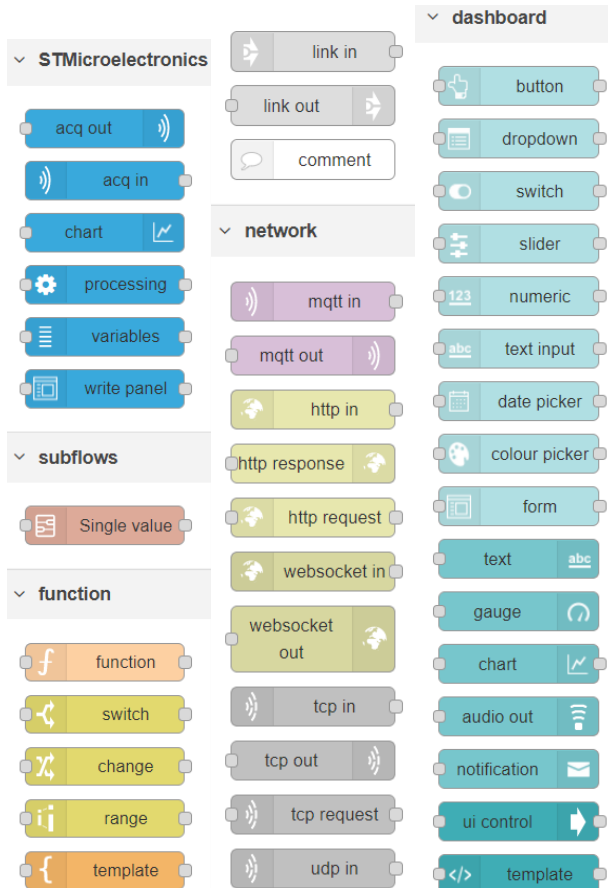 STMicroelectronics
acq out
acq in
chart
processing
variables
write panel
subflows
Single value
function
function
switch
change
range
template
link in
link out
comment
network
mqtt in
mqtt out
http in
http response
http request
websocket in
websocket
out
tcp in
tcp out
tcp request
udp in
dashboard
button
dropdown
switch
slider
123 numeric
abc text input
date picker
colour picker
form
text abc
gauge
chart
audio out
notification
ui control
</> template